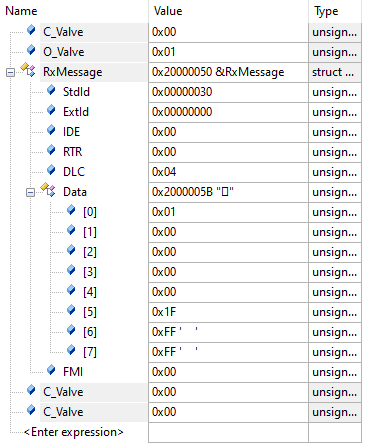 Name Value Type
C_Valve 0x00 unsign...
O_Valve 0x01 unsign...
RxMessage 0x20000050 &RxMessage struct ...
StdId 0x00000030 unsign...
ExtId 0x00000000 unsign...
IDE 0x00 unsign...
RTR 0x00 unsign...
DLC 0x04 unsign...
Data 0x2000005B "▯" unsign...
[0] 0x01 unsign...
[1] 0x00 unsign...
[2] 0x00 unsign...
[3] 0x00 unsign...
[4] 0x00 unsign...
[5] 0x1F unsign...
[6] 0xFF ' ' unsign...
[7] 0xFF ' ' unsign...
FMI 0x00 unsign...
C_Valve 0x00 unsign...
C_Valve 0x00 unsign...
<Enter expression>